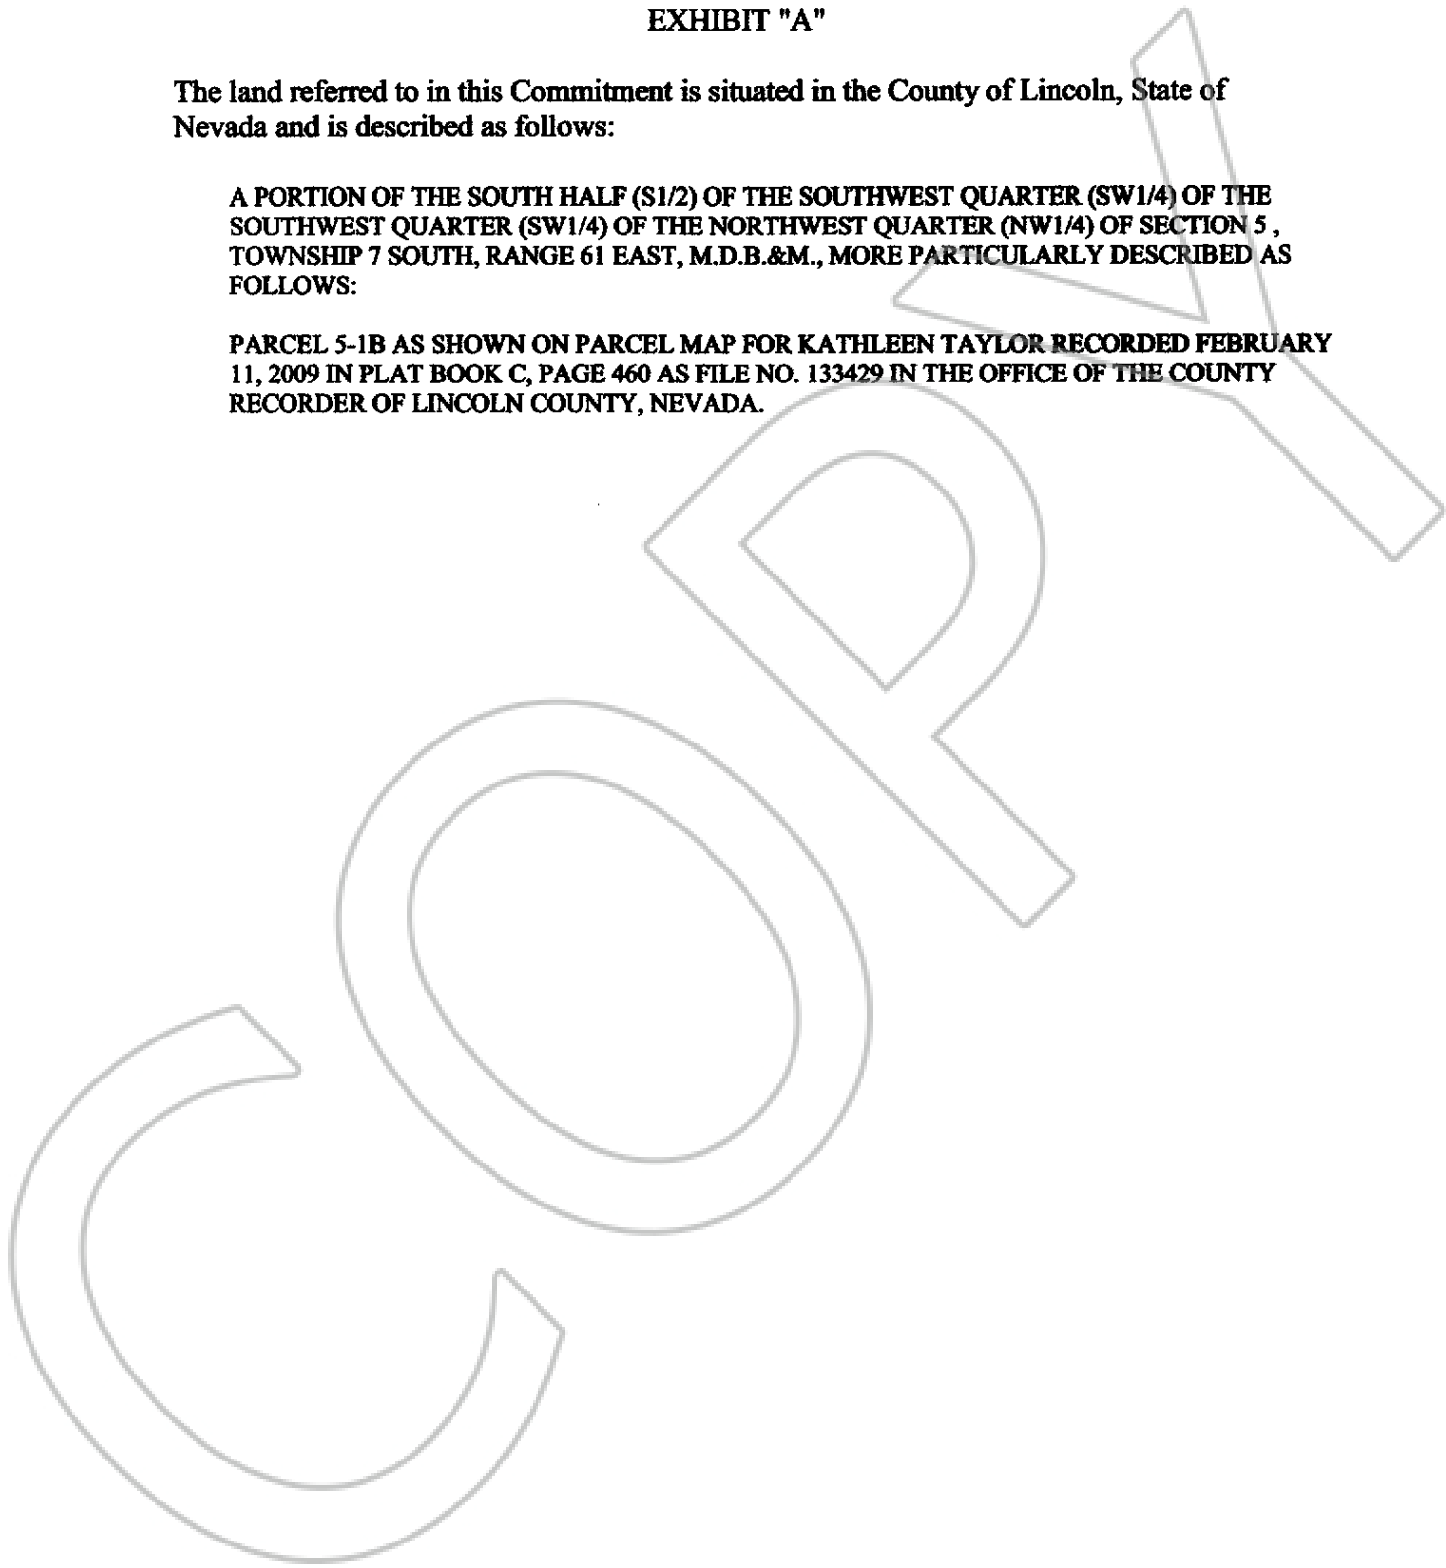 EXHIBIT "A"
The land referred to in this Commitment is situated in the County of Lincoln, State of
Nevada and is described as follows:
A PORTION OF THE SOUTH HALF (S1/2) OF THE SOUTHWEST QUARTER (SW1/4) OF THE
SOUTHWEST QUARTER (SW1/4) OF THE NORTHWEST QUARTER (NW1/4) OF SECTION 5 ,
TOWNSHIP 7 SOUTH, RANGE 61 EAST, M.D.B.&M., MORE PARTICULARLY DESCRIBED AS
FOLLOWS:
PARCEL 5-1B AS SHOWN ON PARCEL MAP FOR KATHLEEN TAYLOR RECORDED FEBRUARY
11, 2009 IN PLAT BOOK C, PAGE 460 AS FILE NO. 133429 IN THE OFFICE OF THE COUNTY
RECORDER OF LINCOLN COUNTY, NEVADA.
COPY